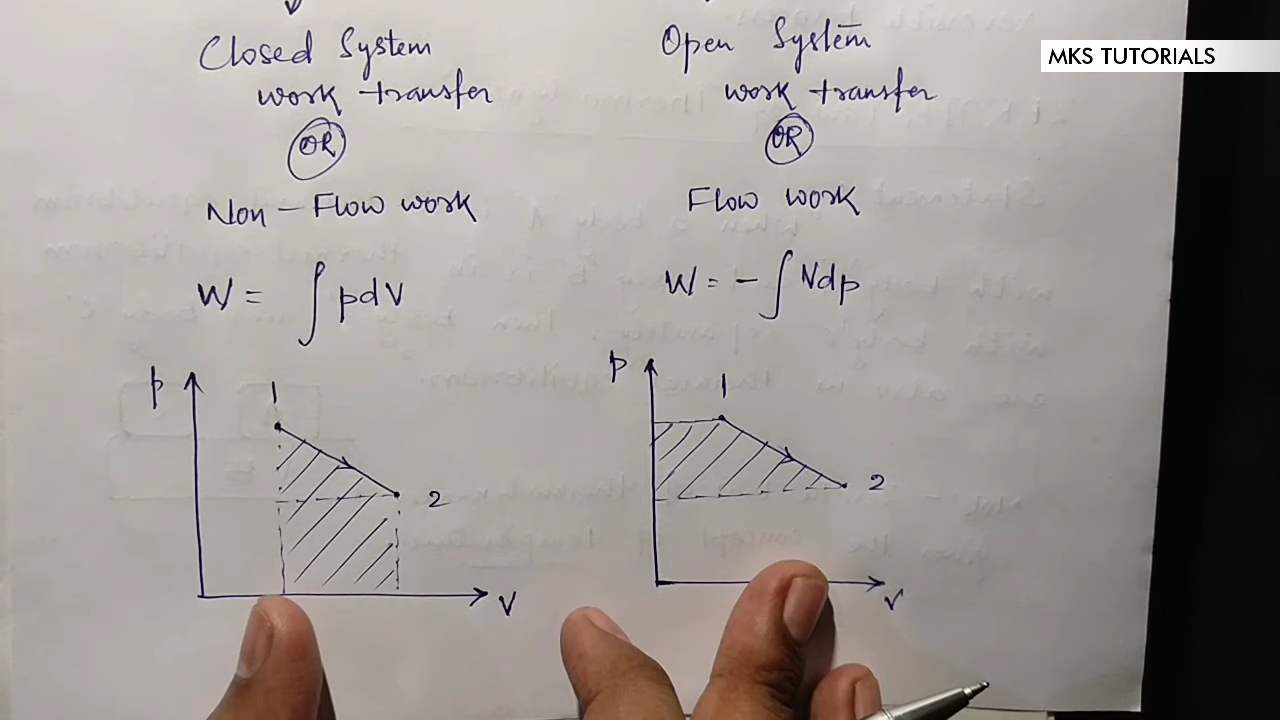 MKS TUTORIALS
Closed System
work transfer
OR
Non-Flow work
W = ∫ pdV
p
1
2
V
Open System
work transfer
OR
Flow work
W = -∫ Vdp
p
1
2
V